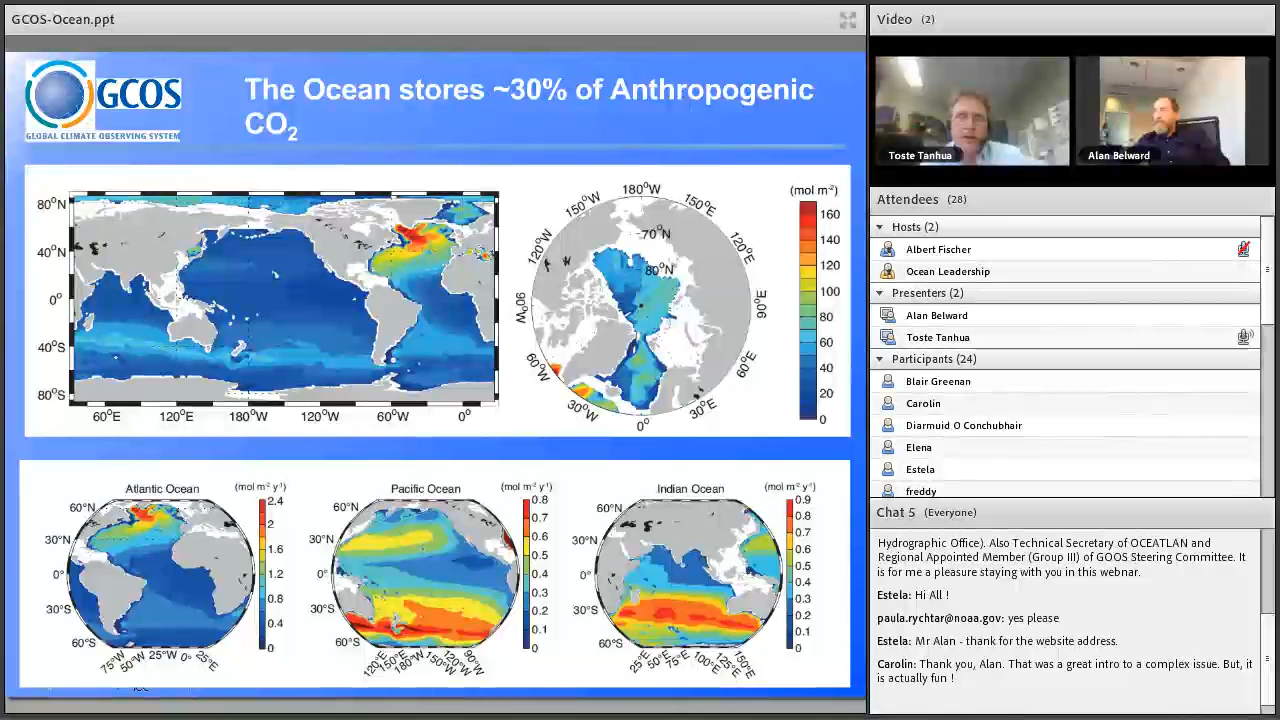 GCOS-Ocean.ppt
GCOS
GLOBAL CLIMATE OBSERVING SYSTEM
The Ocean stores ~30% of Anthropogenic
CO2
80°N
40°N
0°
40°S
80°S
60°E 120°E 180°W 120°W 60°W 0°
180°W
150°W
150°E
120°W
120°E
70°N
80°N
90°W
90°E
60°W
60°E
30°W
30°E
0°
(mol m-2)
160
140
120
100
80
60
40
20
0
Atlantic Ocean
(mol m-2 y-1)
60°N
30°N
0°
30°S
60°S
75°W 50°W 25°W 0° 25°E
2.4
2
1.6
1.2
0.8
0.4
0
Pacific Ocean
(mol m-2 y-1)
60°N
30°N
0°
30°S
60°S
120°E 150°E 180°W 150°W 120°W 90°W
0.8
0.7
0.6
0.5
0.4
0.3
0.2
0.1
0
Indian Ocean
(mol m-2 y-1)
60°N
30°N
0°
30°S
60°S
25°E 50°E 75°E 100°E 125°E 150°E
0.9
0.8
0.7
0.6
0.5
0.4
0.3
0.2
0.1
0
Video (2)
Toste Tanhua
Alan Belward
Attendees (28)
Hosts (2)
Albert Fischer
Ocean Leadership
Presenters (2)
Alan Belward
Toste Tanhua
Participants (24)
Blair Greenan
Carolin
Diarmuid O Conchubhair
Elena
Estela
freddy
Chat 5 (Everyone)
Hydrographic Office). Also Technical Secretary of OCEATLAN and
Regional Appointed Member (Group III) of GOOS Steering Committee. It
is for me a pleasure staying with you in this webnar.
Estela: Hi All !
paula.rychtar@noaa.gov: yes please
Estela: Mr Alan - thank for the website address.
Carolin: Thank you, Alan. That was a great intro to a complex issue. But, it
is actually fun !